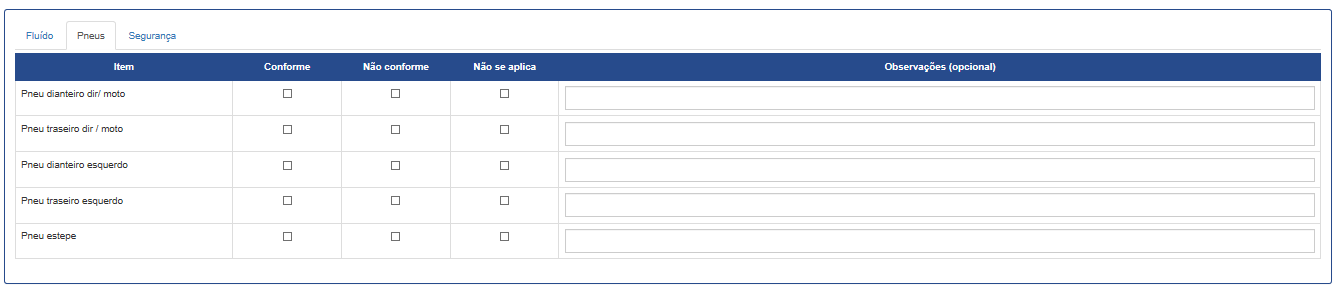 Fluído Pneus Segurança
Item Conforme Não conforme Não se aplica Observações (opcional)
Pneu dianteiro dir/ moto
Pneu traseiro dir / moto
Pneu dianteiro esquerdo
Pneu traseiro esquerdo
Pneu estepe